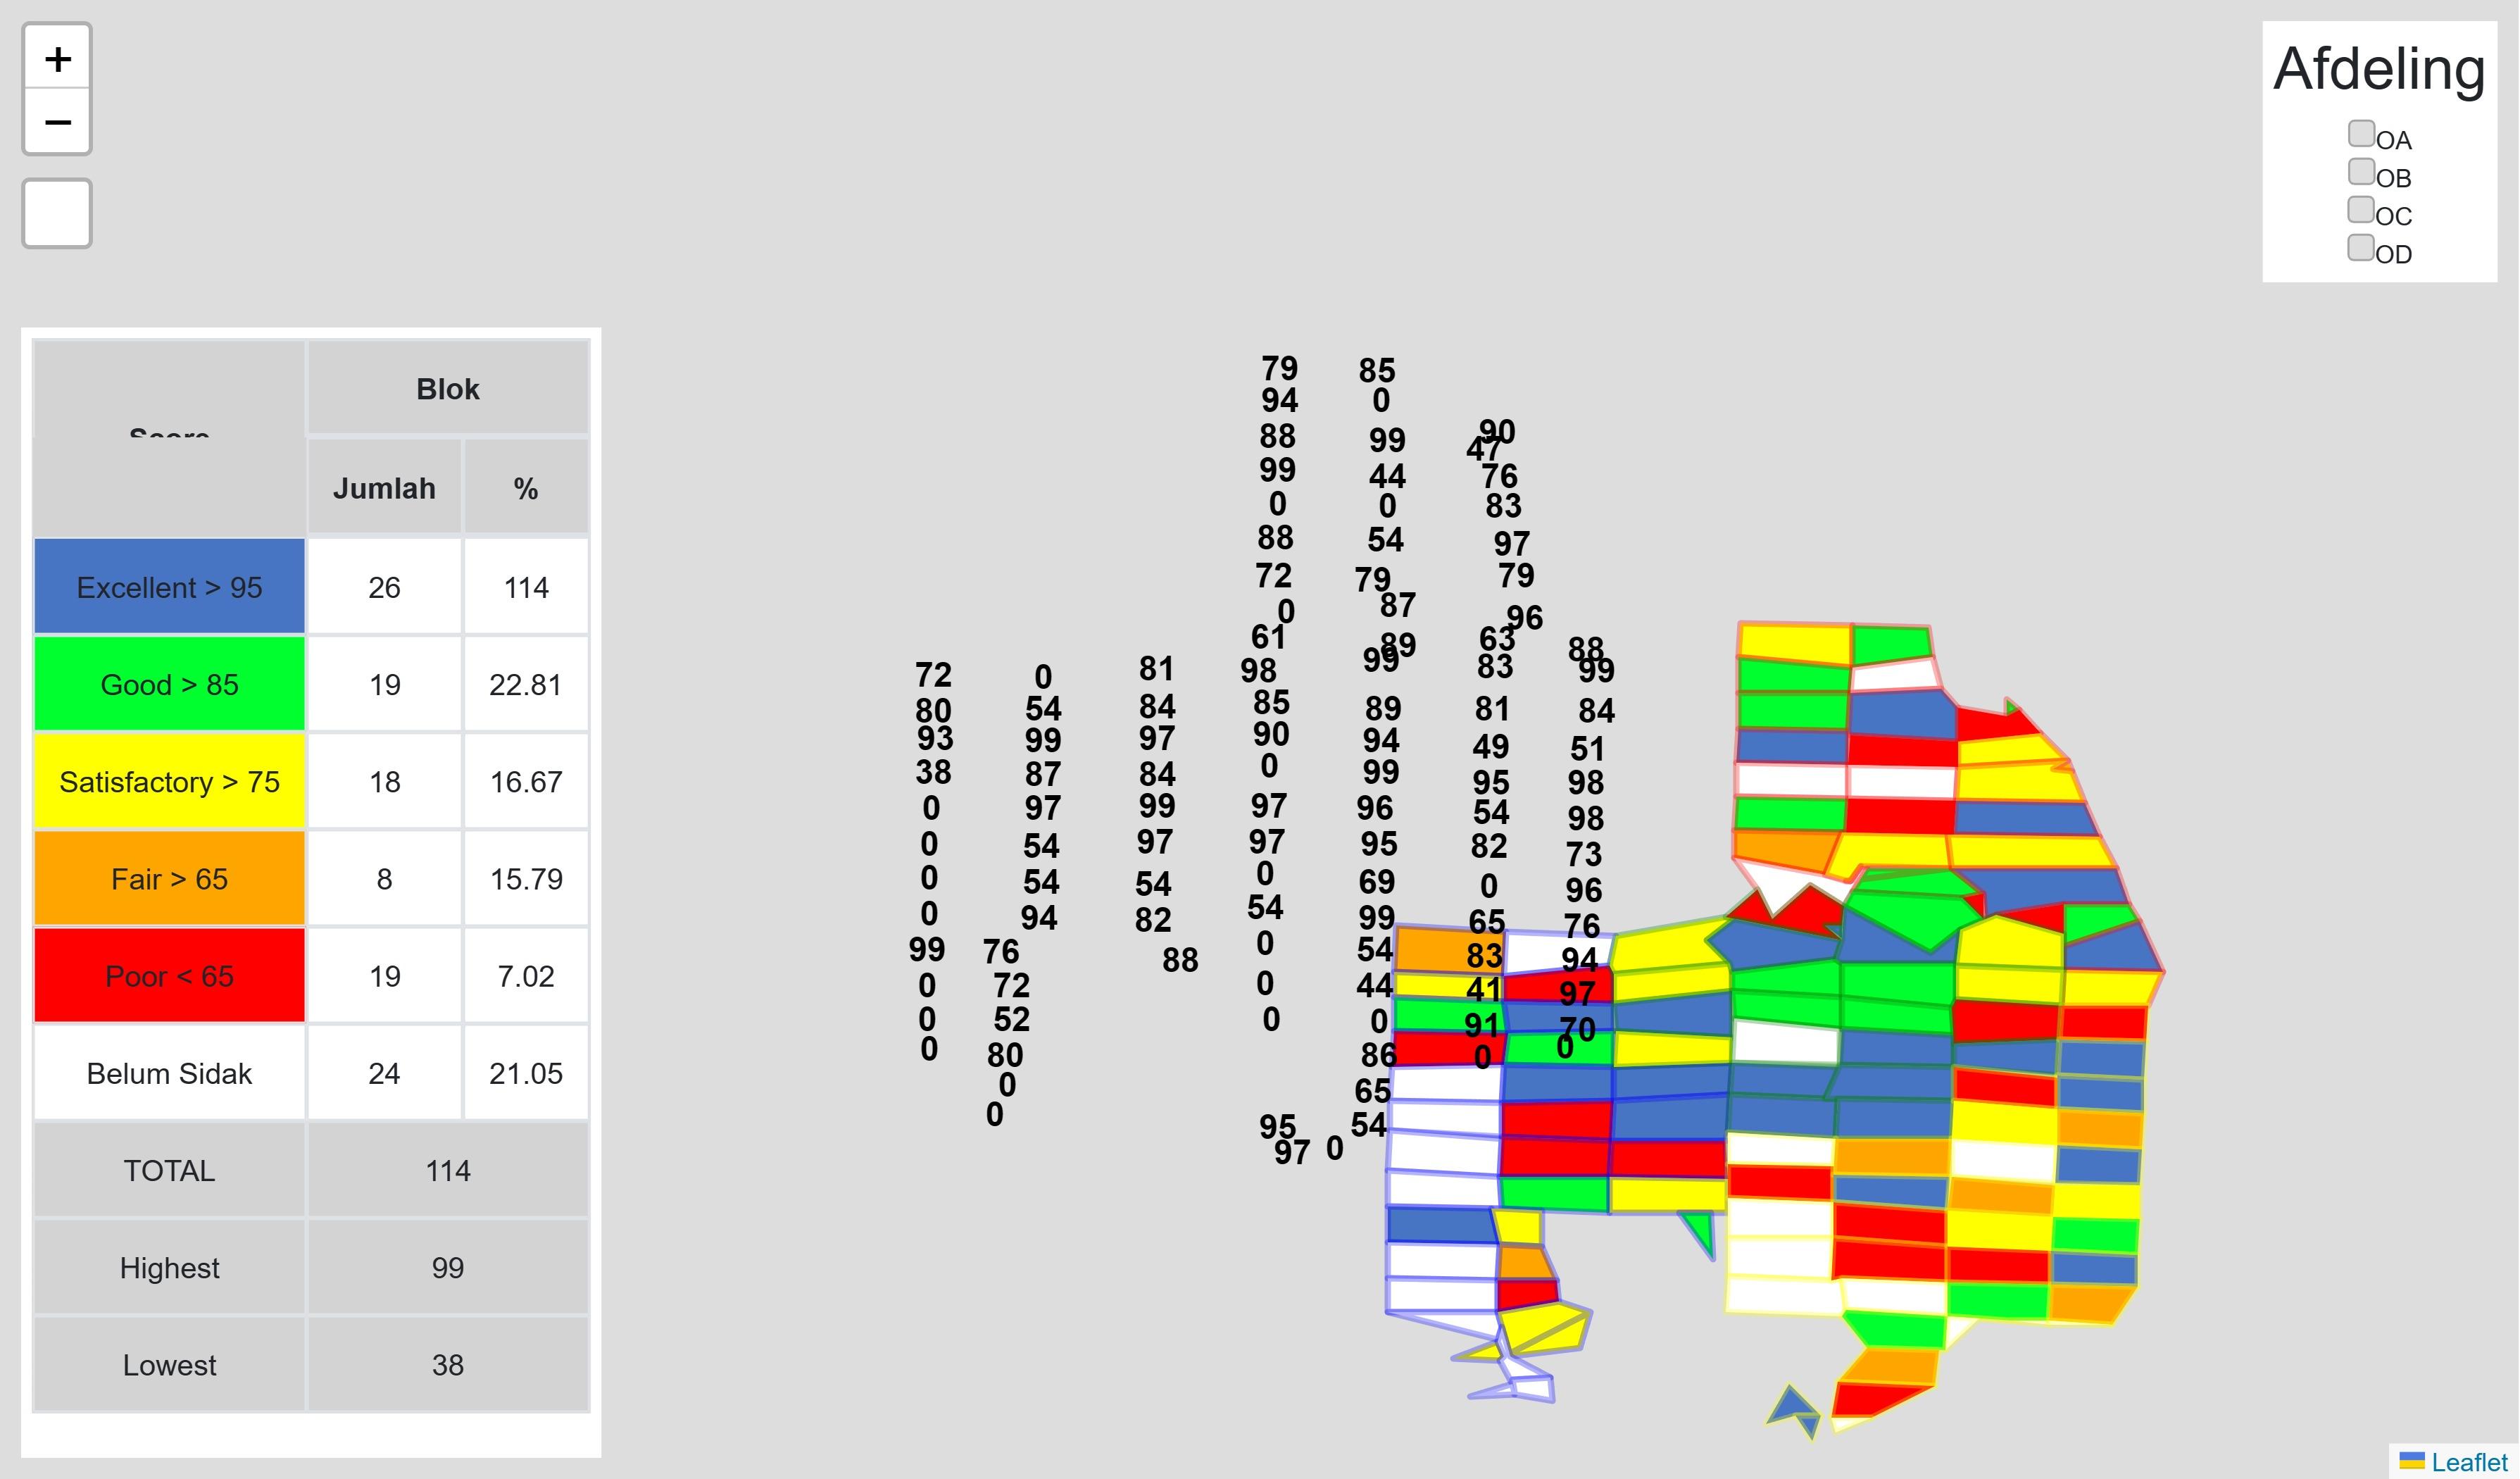 +
−
Afdeling
OA
OB
OC
OD
Score
Blok
Jumlah
%
Excellent > 95
26
114
Good > 85
19
22.81
Satisfactory > 75
18
16.67
Fair > 65
8
15.79
Poor < 65
19
7.02
Belum Sidak
24
21.05
TOTAL
114
Highest
99
Lowest
38
79 85
94 0
90
88 99 47
99 44 76
0 0 83
88 54 97
72 79 79
0 87 96
61 89 63 88
72 0 81 98 99 83 99
80 54 84 85 89 81 84
93 99 97 90 94 49 51
38 87 84 0 99 95 98
0 97 99 97 96 54 98
0 54 97 97 95 82 73
0 54 54 0 69 0 96
0 94 82 54 99 65 76
99 76 88 0 54 83 94
0 72 0 44 41 97
0 52 0 0 91 70
0 80 86 0 0
0 65
0 95 54
97 0
Leaflet